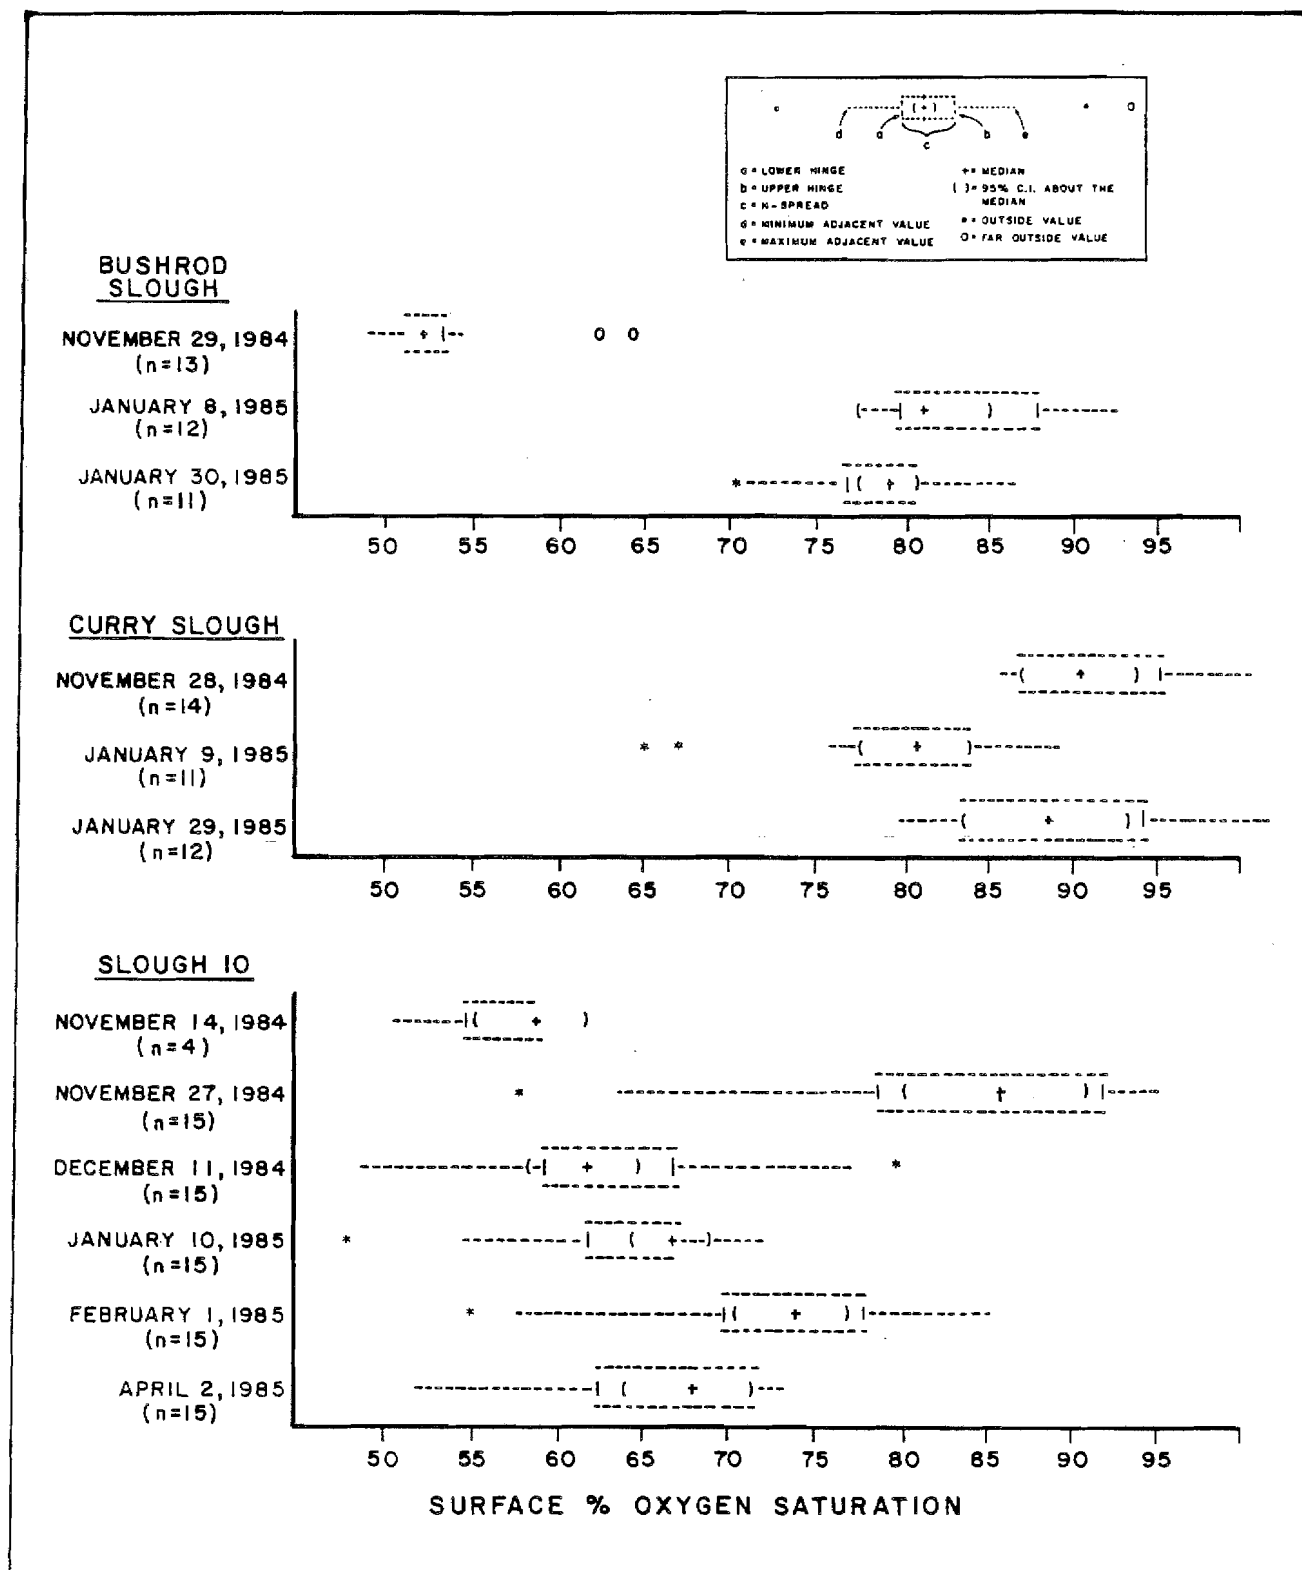 d a b e
c
a = LOWER HINGE
b = UPPER HINGE
c = H-SPREAD
d = MINIMUM ADJACENT VALUE
e = MAXIMUM ADJACENT VALUE
+ = MEDIAN
( ) = 95% C.I. ABOUT THE
MEDIAN
* = OUTSIDE VALUE
O = FAR OUTSIDE VALUE
BUSHROD
SLOUGH
NOVEMBER 29, 1984
(n=13)
JANUARY 8, 1985
(n=12)
JANUARY 30, 1985
(n=11)
50 55 60 65 70 75 80 85 90 95
CURRY SLOUGH
NOVEMBER 28, 1984
(n=14)
JANUARY 9, 1985
(n=11)
JANUARY 29, 1985
(n=12)
50 55 60 65 70 75 80 85 90 95
SLOUGH 10
NOVEMBER 14, 1984
(n=4)
NOVEMBER 27, 1984
(n=15)
DECEMBER 11, 1984
(n=15)
JANUARY 10, 1985
(n=15)
FEBRUARY 1, 1985
(n=15)
APRIL 2, 1985
(n=15)
50 55 60 65 70 75 80 85 90 95
SURFACE % OXYGEN SATURATION